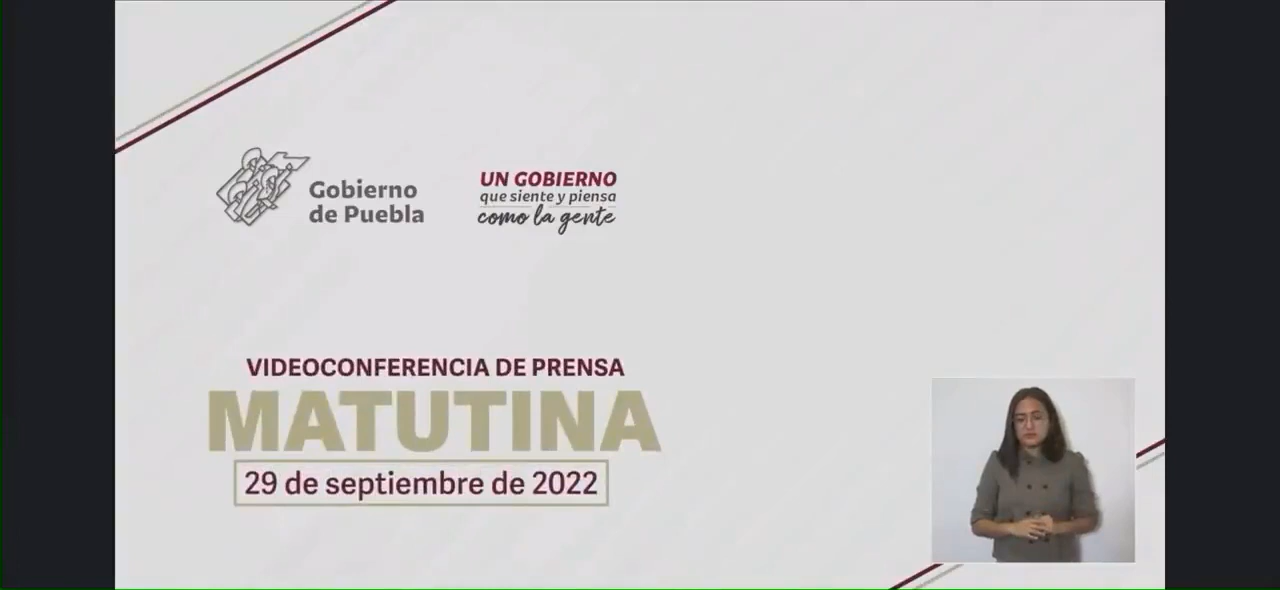 Gobierno
de Puebla
UN GOBIERNO
que siente y piensa
como la gente
VIDEOCONFERENCIA DE PRENSA
MATUTINA
29 de septiembre de 2022